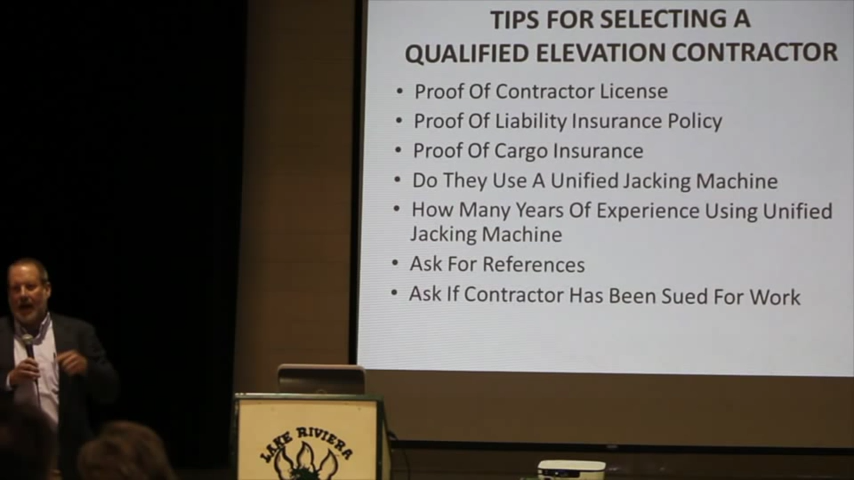 TIPS FOR SELECTING A
QUALIFIED ELEVATION CONTRACTOR
• Proof Of Contractor License
• Proof Of Liability Insurance Policy
• Proof Of Cargo Insurance
• Do They Use A Unified Jacking Machine
• How Many Years Of Experience Using Unified
Jacking Machine
• Ask For References
• Ask If Contractor Has Been Sued For Work
LAKE RIVIERA